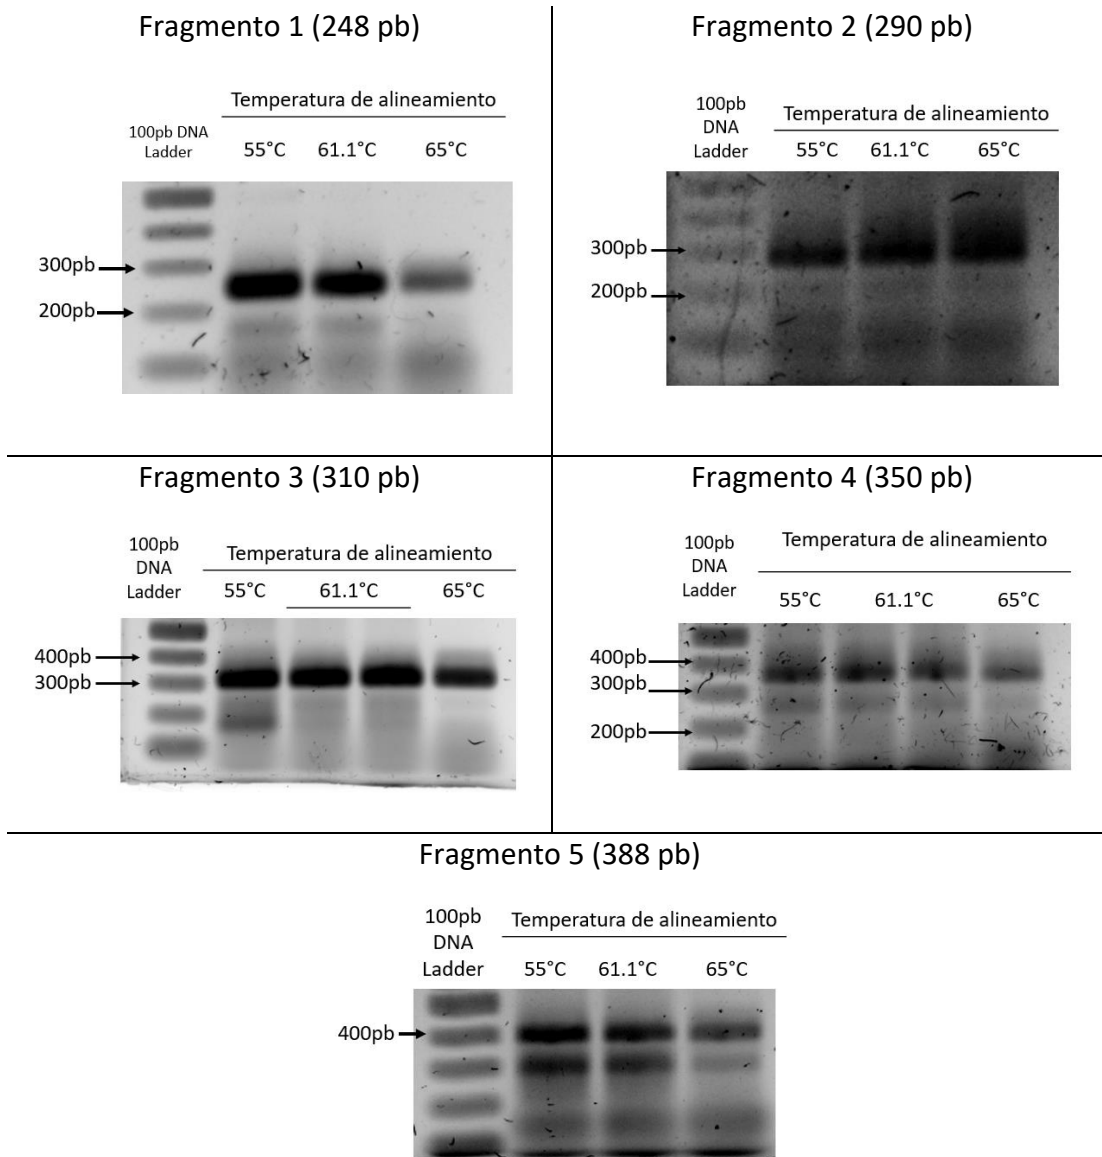 Fragmento 1 (248 pb)
Temperatura de alineamiento
100pb DNA
Ladder
55°C 61.1°C 65°C
300pb
200pb
Fragmento 2 (290 pb)
100pb
DNA
Ladder
Temperatura de alineamiento
55°C 61.1°C 65°C
300pb
200pb
Fragmento 3 (310 pb)
100pb
DNA
Ladder
Temperatura de alineamiento
55°C 61.1°C 65°C
400pb
300pb
Fragmento 4 (350 pb)
100pb
DNA
Ladder
Temperatura de alineamiento
55°C 61.1°C 65°C
400pb
300pb
200pb
Fragmento 5 (388 pb)
100pb
DNA
Ladder
Temperatura de alineamiento
55°C 61.1°C 65°C
400pb